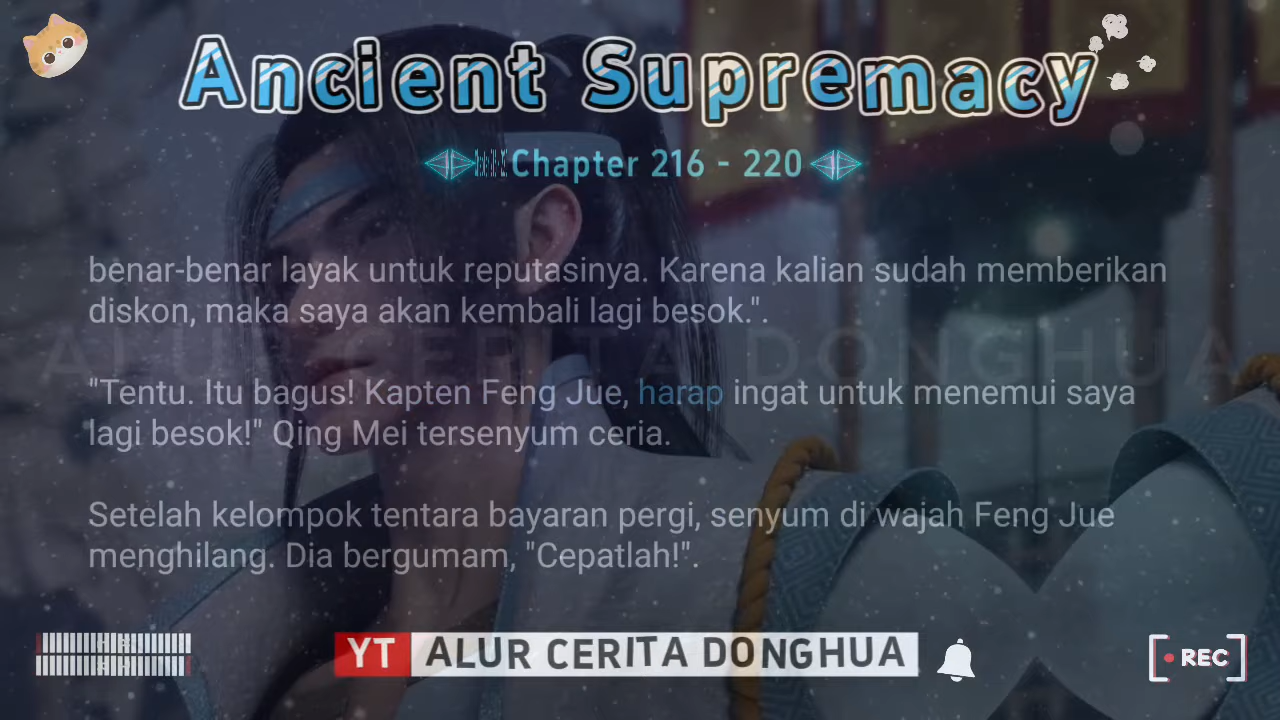 Ancient Supremacy
Chapter 216 - 220
benar-benar layak untuk reputasinya. Karena kalian sudah memberikan
diskon, maka saya akan kembali lagi besok.".
ALUR CERITA DONGHUA
"Tentu. Itu bagus! Kapten Feng Jue, harap ingat untuk menemui saya
lagi besok!" Qing Mei tersenyum ceria.
Setelah kelompok tentara bayaran pergi, senyum di wajah Feng Jue
menghilang. Dia bergumam, "Cepatlah!".
YT ALUR CERITA DONGHUA
REC